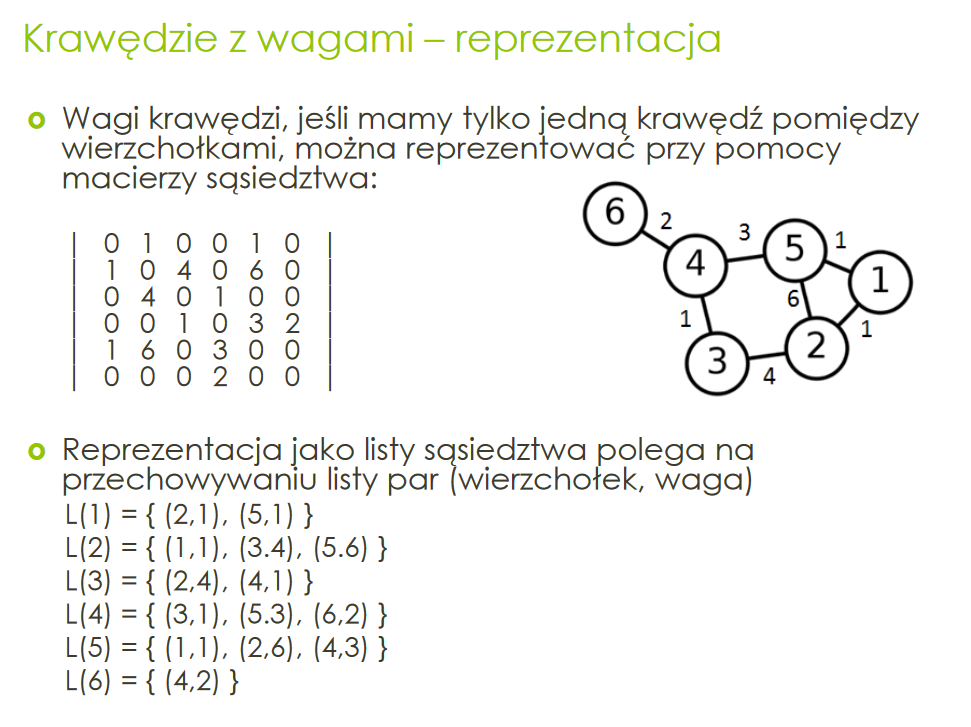 Krawędzie z wagami – reprezentacja
Wagi krawędzi, jeśli mamy tylko jedną krawędź pomiędzy
wierzchołkami, można reprezentować przy pomocy
macierzy sąsiedztwa:
| 0 1 0 0 1 0 |
| 1 0 4 0 6 0 |
| 0 4 0 1 0 0 |
| 0 0 1 0 3 2 |
| 1 6 0 3 0 0 |
| 0 0 0 2 0 0 |
6
2
3
5
1
4
1
6
1
2
1
3
4
Reprezentacja jako listy sąsiedztwa polega na
przechowywaniu listy par (wierzchołek, waga)
L(1) = { (2,1), (5,1) }
L(2) = { (1,1), (3.4), (5.6) }
L(3) = { (2,4), (4,1) }
L(4) = { (3,1), (5.3), (6,2) }
L(5) = { (1,1), (2,6), (4,3) }
L(6) = { (4,2) }